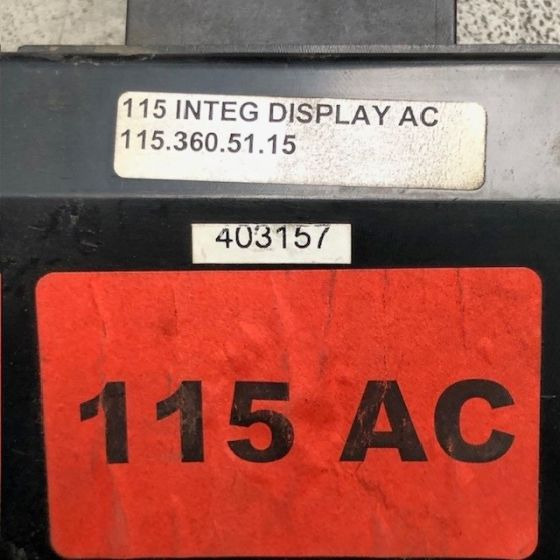 115 INTEG DISPLAY AC
115.360.51.15
403157
115 AC